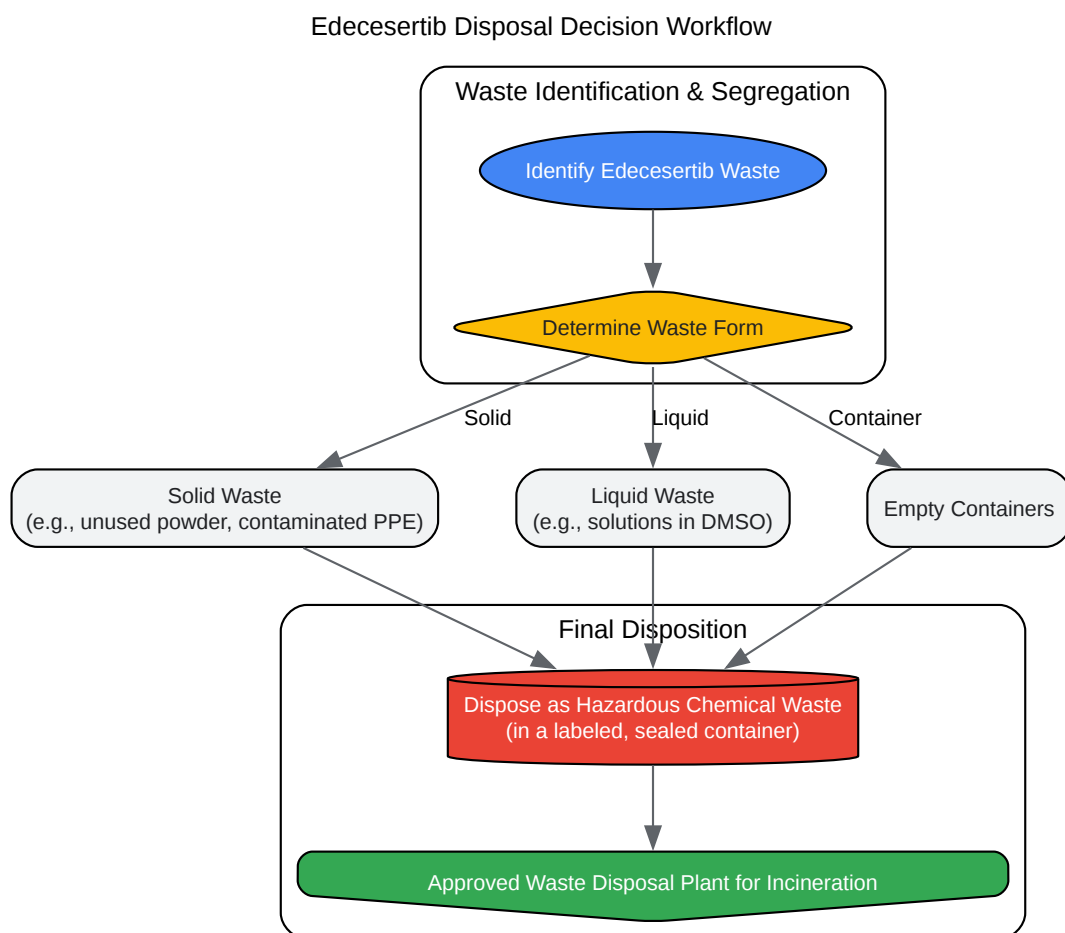 Edecesertib Disposal Decision Workflow
Waste Identification & Segregation
Identify Edecesertib Waste
Determine Waste Form
Solid
Liquid
Container
Solid Waste
(e.g., unused powder, contaminated PPE)
Liquid Waste
(e.g., solutions in DMSO)
Empty Containers
Final Disposition
Dispose as Hazardous Chemical Waste
(in a labeled, sealed container)
Approved Waste Disposal Plant for Incineration